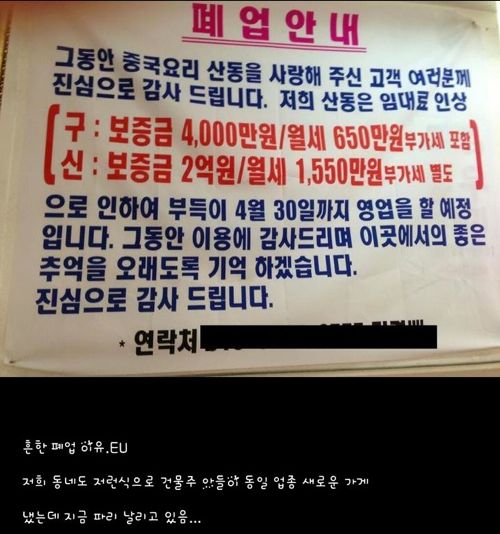 폐업안내
그동안 중국요리 산동을 사랑해 주신 고객 여러분께
진심으로 감사 드립니다. 저희 산동은 임대료 인상
구 : 보증금 4,000만원/월세 650만원부가세 포함
신 : 보증금 2억원/월세 1,550만원부가세 별도
으로 인하여 부득이 4월 30일까지 영업을 할 예정
입니다. 그동안 이용에 감사드리며 이곳에서의 좋은
추억을 오래도록 기억 하겠습니다.
진심으로 감사 드립니다.
* 연락처
흔한 폐업 이유.EU
저희 동네도 저런식으로 건물주 아들이 동일 업종 새로운 가게
냈는데 지금 파리 날리고 있음...